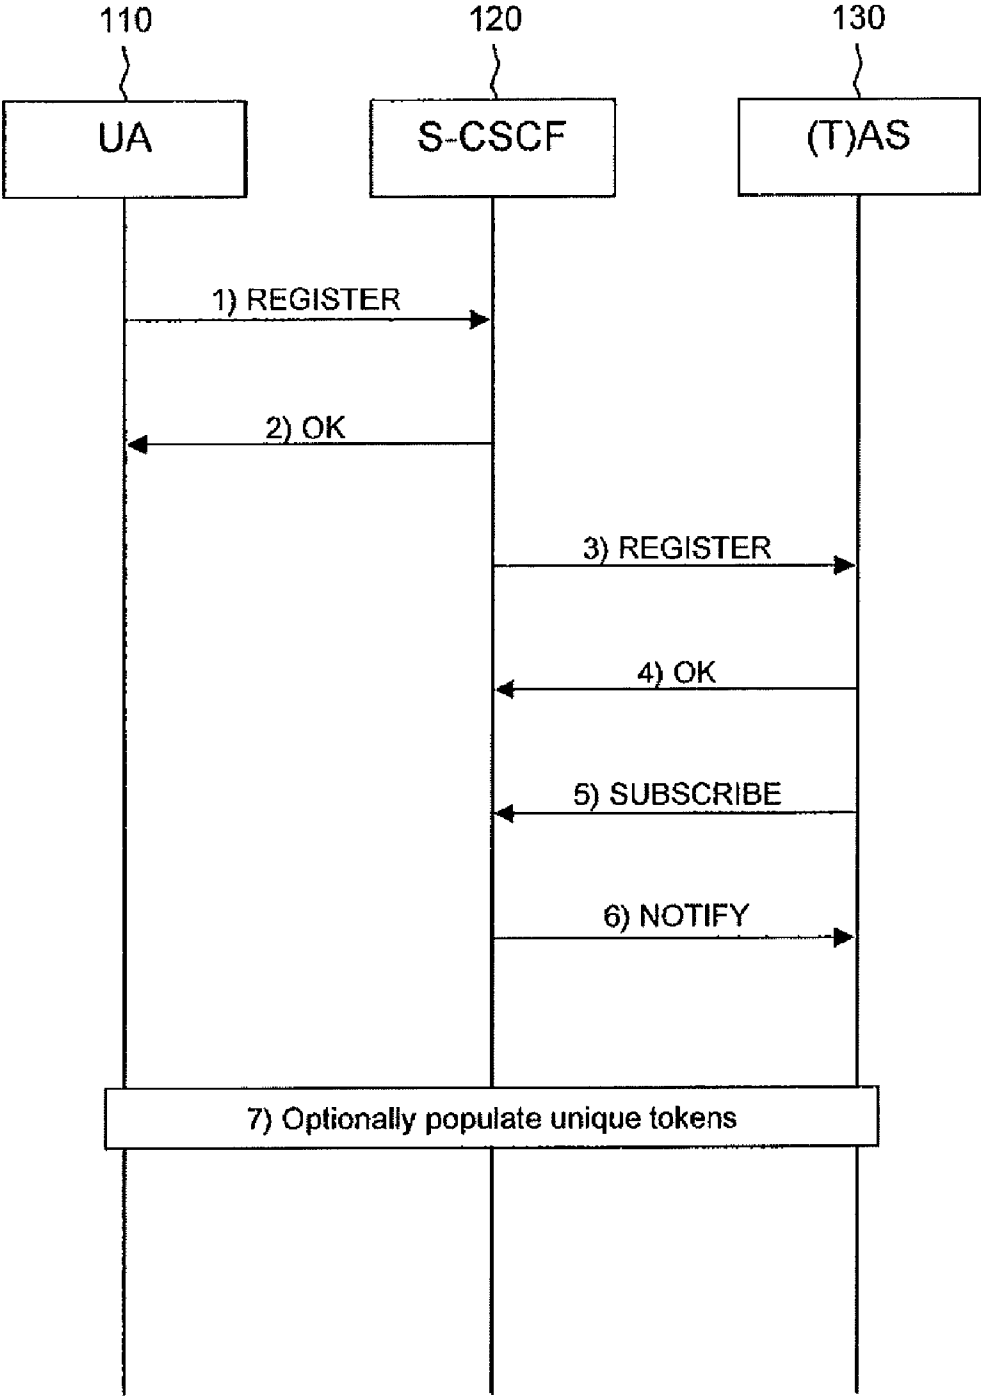 110 120 130
UA S-CSCF (T)AS
1) REGISTER
2) OK
3) REGISTER
4) OK
5) SUBSCRIBE
6) NOTIFY
7) Optionally populate unique tokens